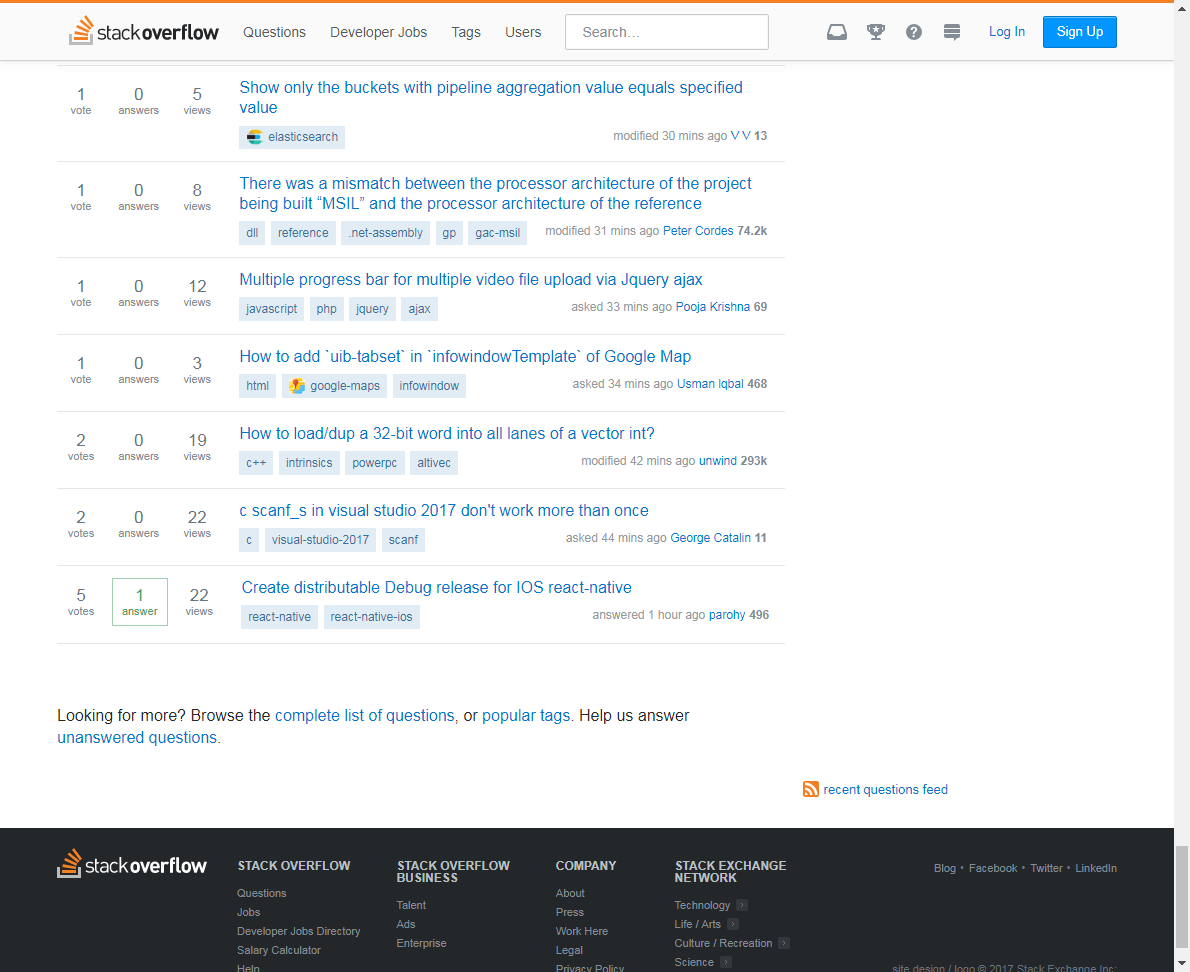 stackoverflow Questions Developer Jobs Tags Users Search... Log In Sign Up
1 0 5 Show only the buckets with pipeline aggregation value equals specified
vote answers views value
elasticsearch modified 30 mins ago V V 13
1 0 8 There was a mismatch between the processor architecture of the project
vote answers views being built “MSIL” and the processor architecture of the reference
dll reference .net-assembly gp gac-msil modified 31 mins ago Peter Cordes 74.2k
1 0 12 Multiple progress bar for multiple video file upload via Jquery ajax
vote answers views javascript php jquery ajax asked 33 mins ago Pooja Krishna 69
1 0 3 How to add `uib-tabset` in `infowindowTemplate` of Google Map
vote answers views html google-maps infowindow asked 34 mins ago Usman Iqbal 468
2 0 19 How to load/dup a 32-bit word into all lanes of a vector int?
votes answers views c++ intrinsics powerpc altivec modified 42 mins ago unwind 293k
2 0 22 c scanf_s in visual studio 2017 don't work more than once
votes answers views c visual-studio-2017 scanf asked 44 mins ago George Catalin 11
5 1 22 Create distributable Debug release for IOS react-native
votes answer views react-native react-native-ios answered 1 hour ago parohy 496
Looking for more? Browse the complete list of questions, or popular tags. Help us answer
unanswered questions.
recent questions feed
stackoverflow
STACK OVERFLOW
Questions
Jobs
Developer Jobs Directory
Salary Calculator
Help
STACK OVERFLOW
BUSINESS
Talent
Ads
Enterprise
COMPANY
About
Press
Work Here
Legal
Privacy Policy
STACK EXCHANGE
NETWORK
Technology
Life / Arts
Culture / Recreation
Science
Blog • Facebook • Twitter • LinkedIn
site design / logo © 2017 Stack Exchange Inc;